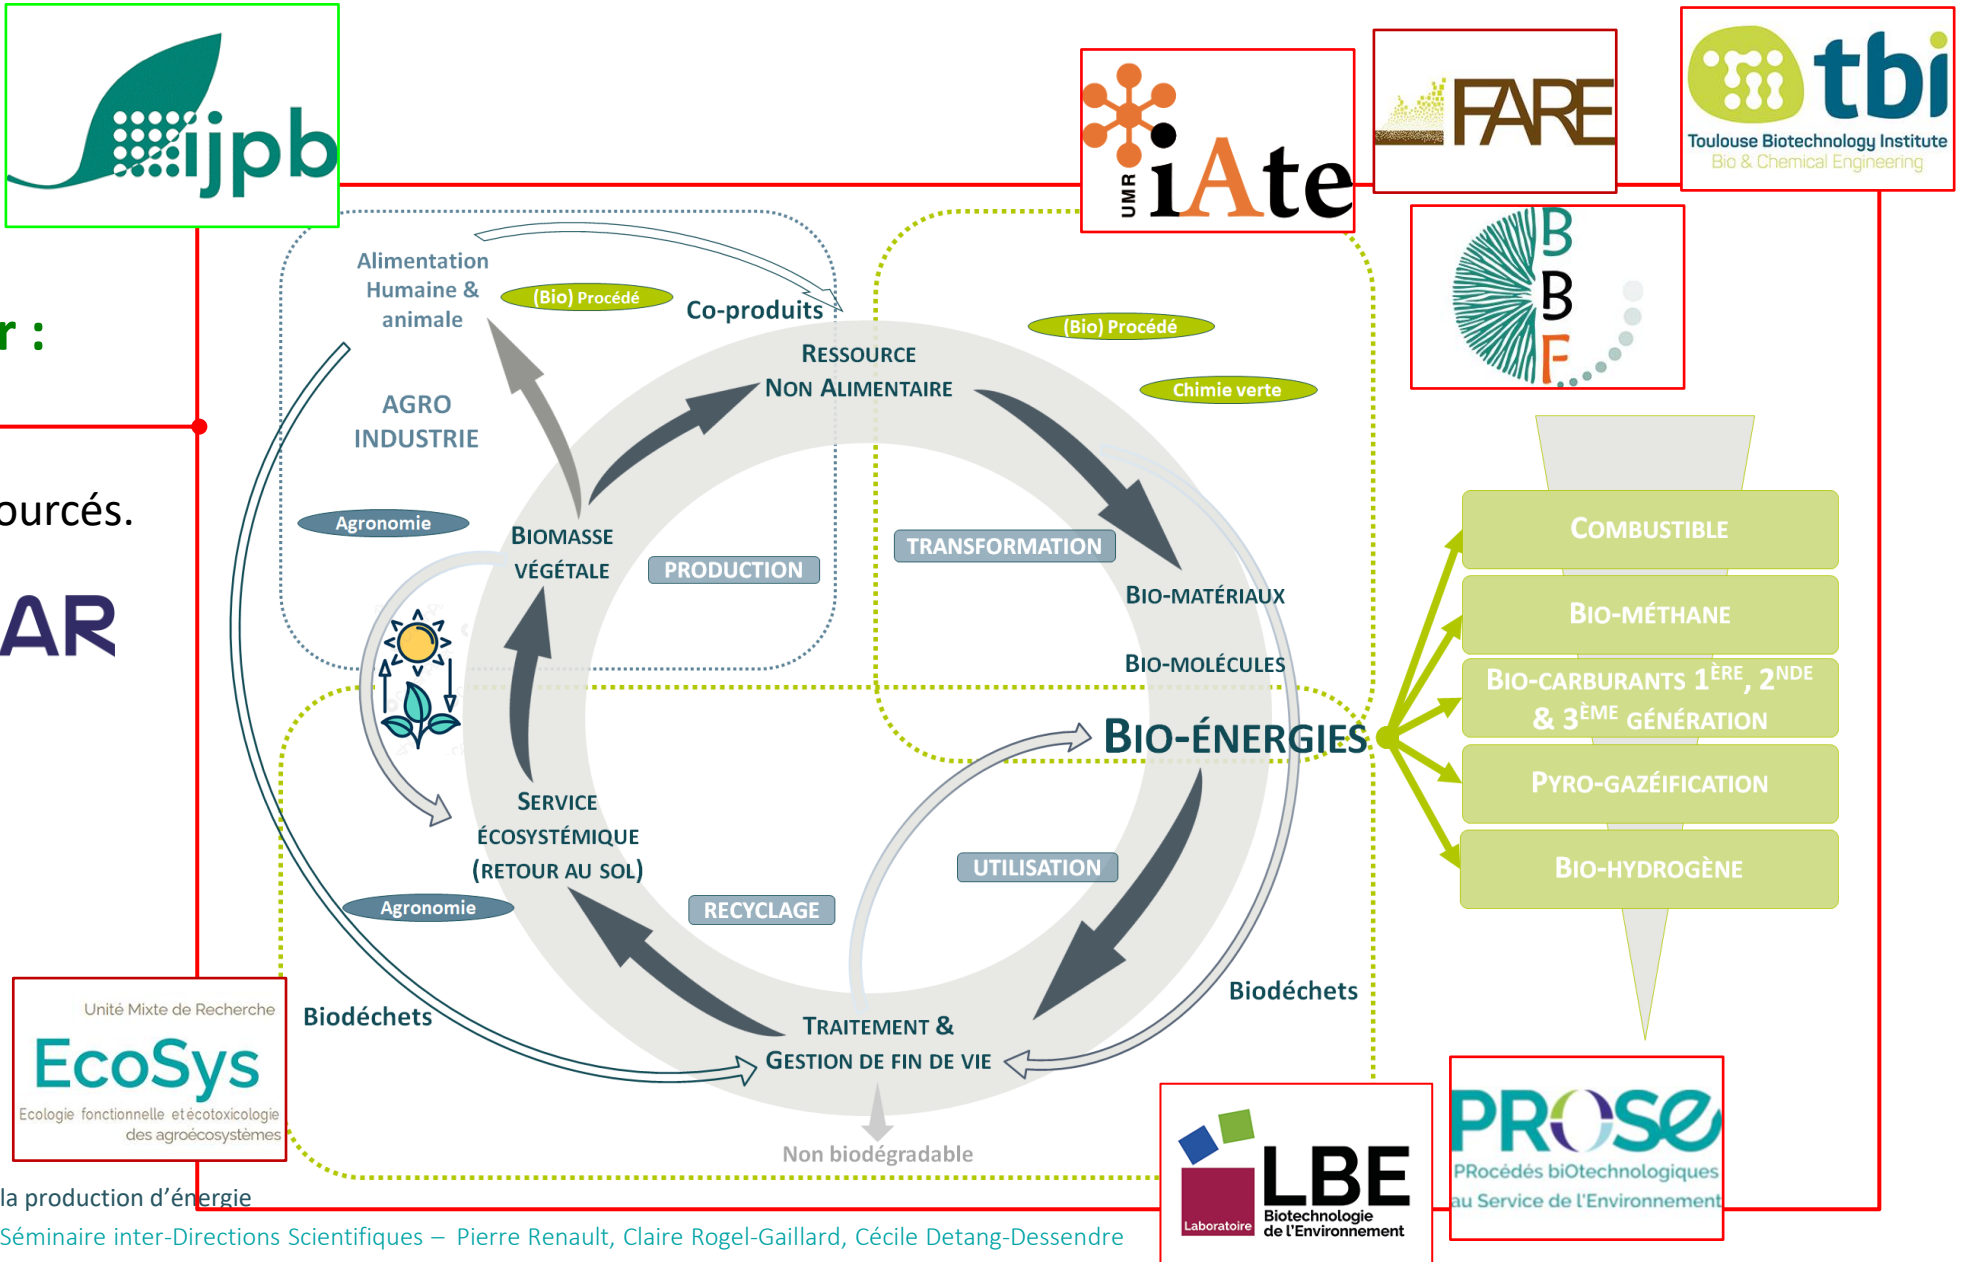 ijpb
UMR
iAte
FARE
tbi
Toulouse Biotechnology Institute
Bio & Chemical Engineering
B
B
F
r :
ourcés.
AR
Alimentation
Humaine &
animale
(Bio) Procédé
Co-produits
(Bio) Procédé
Chimie verte
RESSOURCE
NON ALIMENTAIRE
AGRO
INDUSTRIE
Agronomie
BIOMASSE
VÉGÉTALE
PRODUCTION
TRANSFORMATION
BIO-MATÉRIAUX
BIO-MOLÉCULES
BIO-ÉNERGIES
COMBUSTIBLE
BIO-MÉTHANE
BIO-CARBURANTS 1ÈRE, 2NDE
& 3ÈME GÉNÉRATION
PYRO-GAZÉIFICATION
BIO-HYDROGÈNE
SERVICE
ÉCOSYSTÉMIQUE
(RETOUR AU SOL)
Agronomie
UTILISATION
RECYCLAGE
Biodéchets
Biodéchets
TRAITEMENT &
GESTION DE FIN DE VIE
Non biodégradable
Unité Mixte de Recherche
EcoSys
Ecologie fonctionnelle et écotoxicologie
des agroécosystèmes
Laboratoire
LBE
Biotechnologie
de l'Environnement
PROSE
PRocédés biOtechnologiques
au Service de l'Environnement
la production d'énergie
Séminaire inter-Directions Scientifiques – Pierre Renault, Claire Rogel-Gaillard, Cécile Detang-Dessendre